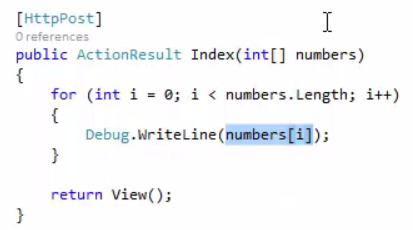 [HttpPost]
0 references
public ActionResult Index(int[] numbers)
{
    for (int i = 0; i < numbers.Length; i++)
    {
        Debug.WriteLine(numbers[i]);
    }

    return View();
}